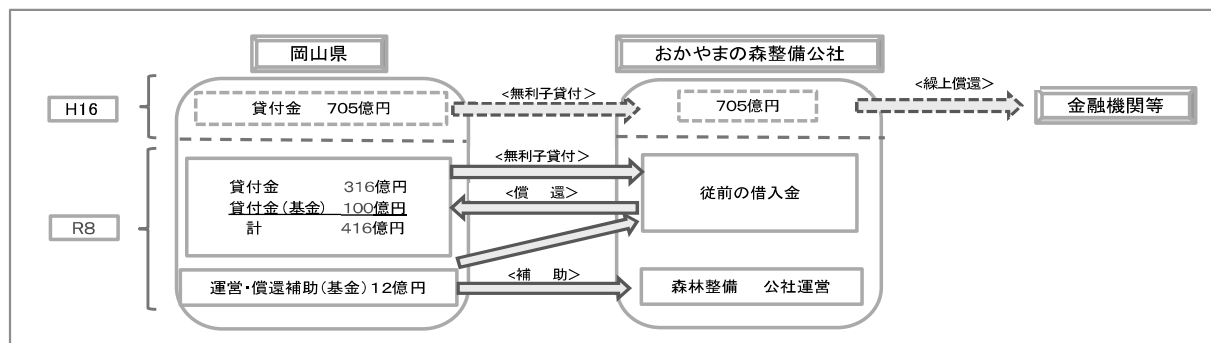 岡山県
おかやまの森整備公社
H16
貸付金　705億円
<無利子貸付>
705億円
<繰上償還>
金融機関等
R8
<無利子貸付>
貸付金　316億円
貸付金(基金)　100億円
計　416億円
<償　還>
従前の借入金
運営・償還補助(基金)12億円
<補　助>
森林整備　公社運営